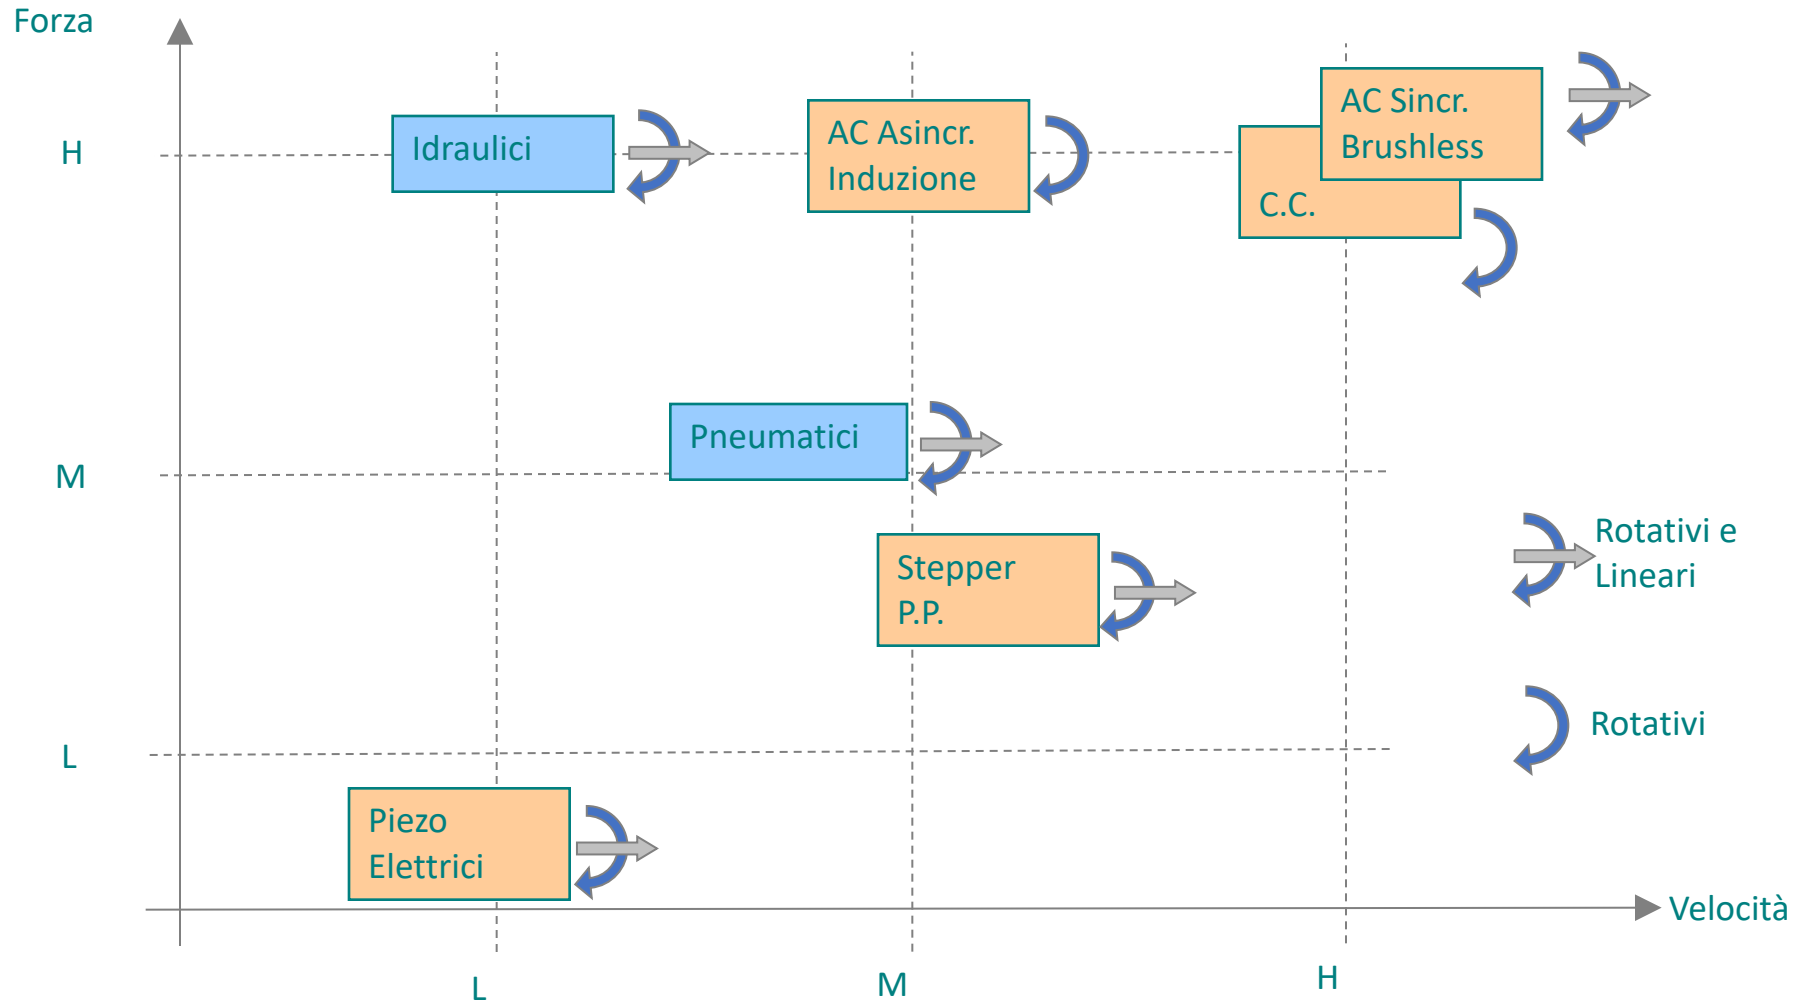 Forza
H
Idraulici
AC Asincr.
Induzione
AC Sincr.
Brushless
C.C.
M
Pneumatici
Stepper
P.P.
Rotativi e
Lineari
L
Rotativi
Piezo
Elettrici
Velocità
L
M
H